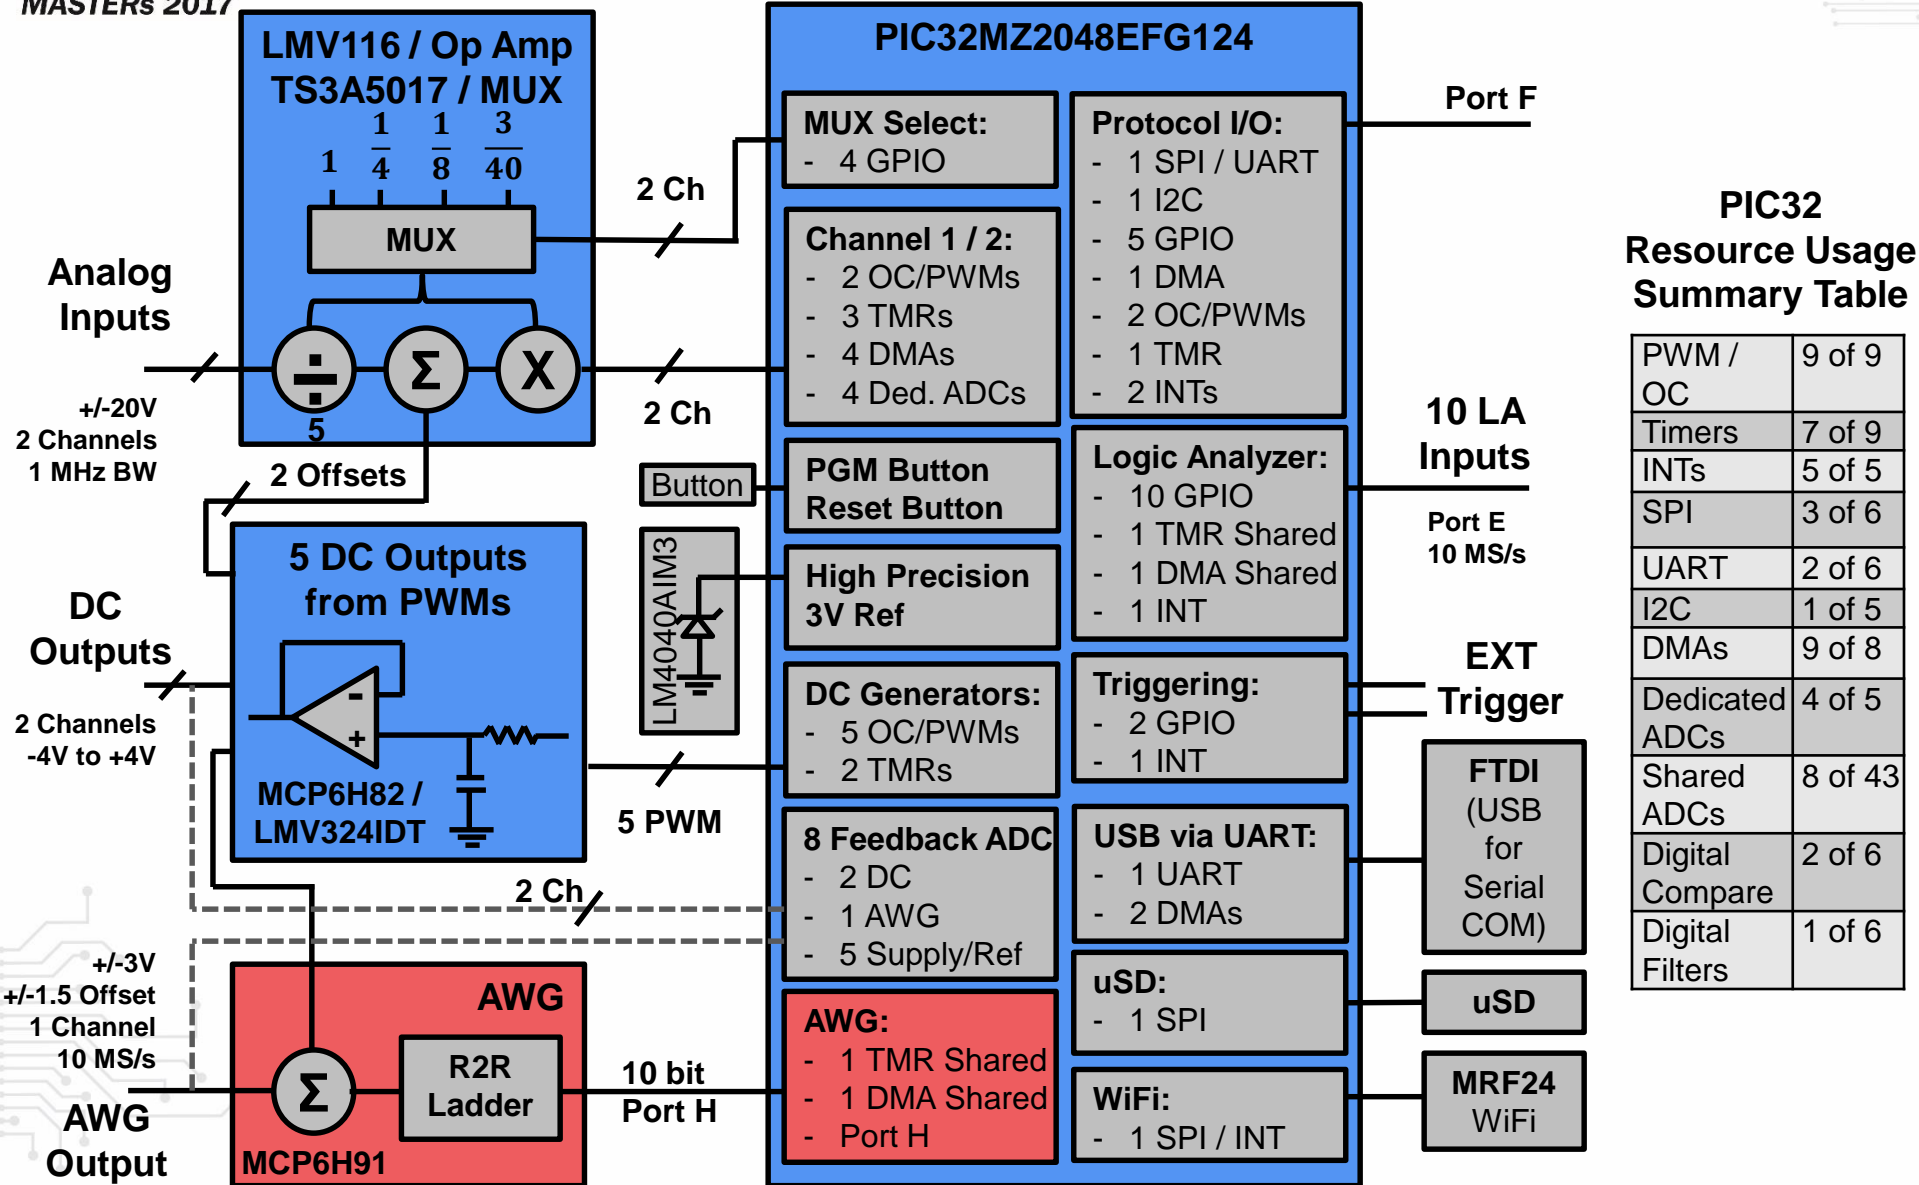 MASTERs 2017
LMV116 / Op Amp
TS3A5017 / MUX
1 1/4 1/8 3/40
MUX
Analog
Inputs
÷ Σ X
5
+/-20V
2 Channels
1 MHz BW
2 Ch
2 Ch
2 Offsets
5 DC Outputs
from PWMs
-
+
MCP6H82 /
LMV324IDT
DC
Outputs
2 Channels
-4V to +4V
5 PWM
2 Ch
Button
LM4040AIM3
+/-3V
+/-1.5 Offset
1 Channel
10 MS/s
AWG
Output
AWG
Σ
R2R
Ladder
MCP6H91
10 bit
Port H
PIC32MZ2048EFG124
MUX Select:
- 4 GPIO
Channel 1 / 2:
- 2 OC/PWMs
- 3 TMRs
- 4 DMAs
- 4 Ded. ADCs
PGM Button
Reset Button
High Precision
3V Ref
DC Generators:
- 5 OC/PWMs
- 2 TMRs
8 Feedback ADC
- 2 DC
- 1 AWG
- 5 Supply/Ref
AWG:
- 1 TMR Shared
- 1 DMA Shared
- Port H
Protocol I/O:
- 1 SPI / UART
- 1 I2C
- 5 GPIO
- 1 DMA
- 2 OC/PWMs
- 1 TMR
- 2 INTs
Logic Analyzer:
- 10 GPIO
- 1 TMR Shared
- 1 DMA Shared
- 1 INT
Triggering:
- 2 GPIO
- 1 INT
USB via UART:
- 1 UART
- 2 DMAs
uSD:
- 1 SPI
WiFi:
- 1 SPI / INT
Port F
10 LA
Inputs
Port E
10 MS/s
EXT
Trigger
FTDI
(USB
for
Serial
COM)
uSD
MRF24
WiFi
PIC32
Resource Usage
Summary Table
PWM / 9 of 9
OC
Timers 7 of 9
INTs 5 of 5
SPI 3 of 6
UART 2 of 6
I2C 1 of 5
DMAs 9 of 8
Dedicated 4 of 5
ADCs
Shared 8 of 43
ADCs
Digital 2 of 6
Compare
Digital 1 of 6
Filters